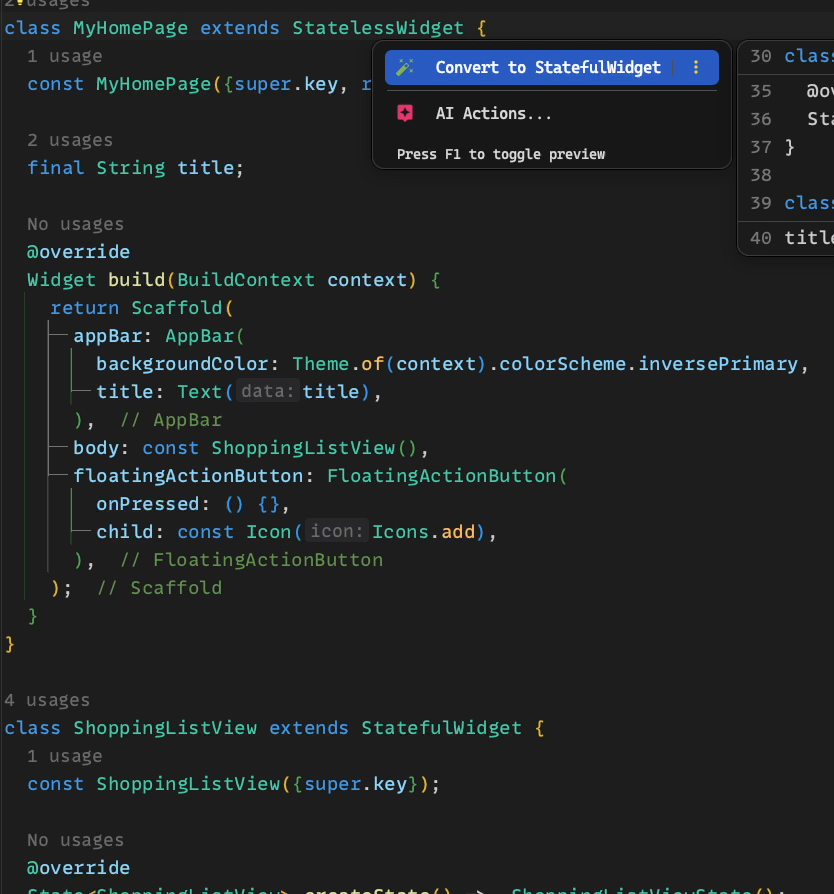 2 usages
class MyHomePage extends StatelessWidget {
1 usage
const MyHomePage({super.key, r
2 usages
final String title;
No usages
@override
Widget build(BuildContext context) {
return Scaffold(
appBar: AppBar(
backgroundColor: Theme.of(context).colorScheme.inversePrimary,
title: Text(data:title),
), // AppBar
body: const ShoppingListView(),
floatingActionButton: FloatingActionButton(
onPressed: () {},
child: const Icon(icon:Icons.add),
), // FloatingActionButton
); // Scaffold
}
}
4 usages
class ShoppingListView extends StatefulWidget {
1 usage
const ShoppingListView({super.key});
No usages
@override
State<ShoppingListView> createState() => _ShoppingListViewState();
Convert to StatefulWidget
AI Actions...
Press F1 to toggle preview
30 clas
35 @ov
36 Sta
37 }
38
39 clas
40 titl